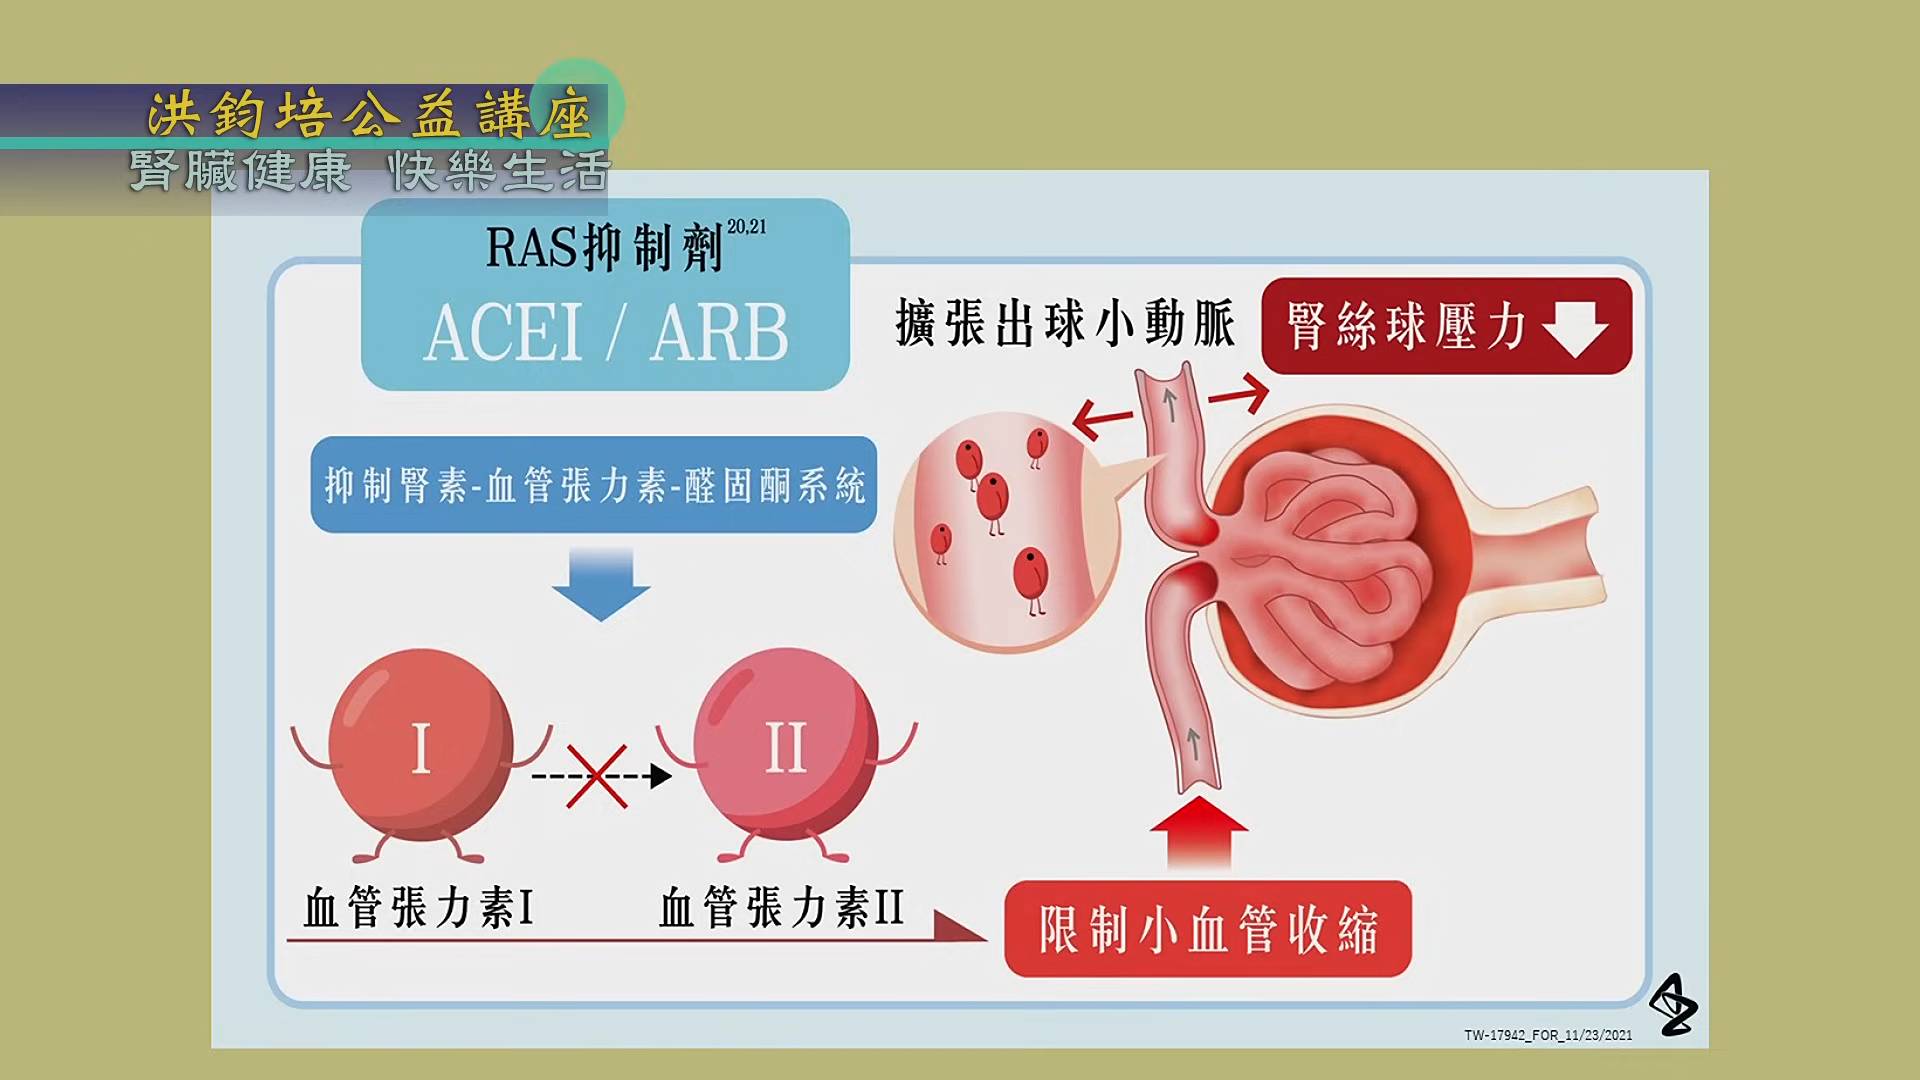 洪鈞培公益講座
腎臟健康 快樂生活
RAS抑制劑20,21
ACEI / ARB
抑制腎素-血管張力素-醛固酮系統
I
II
血管張力素I
血管張力素II
擴張出球小動脈
腎絲球壓力
限制小血管收縮
TW-17942_FOR_11/23/2021